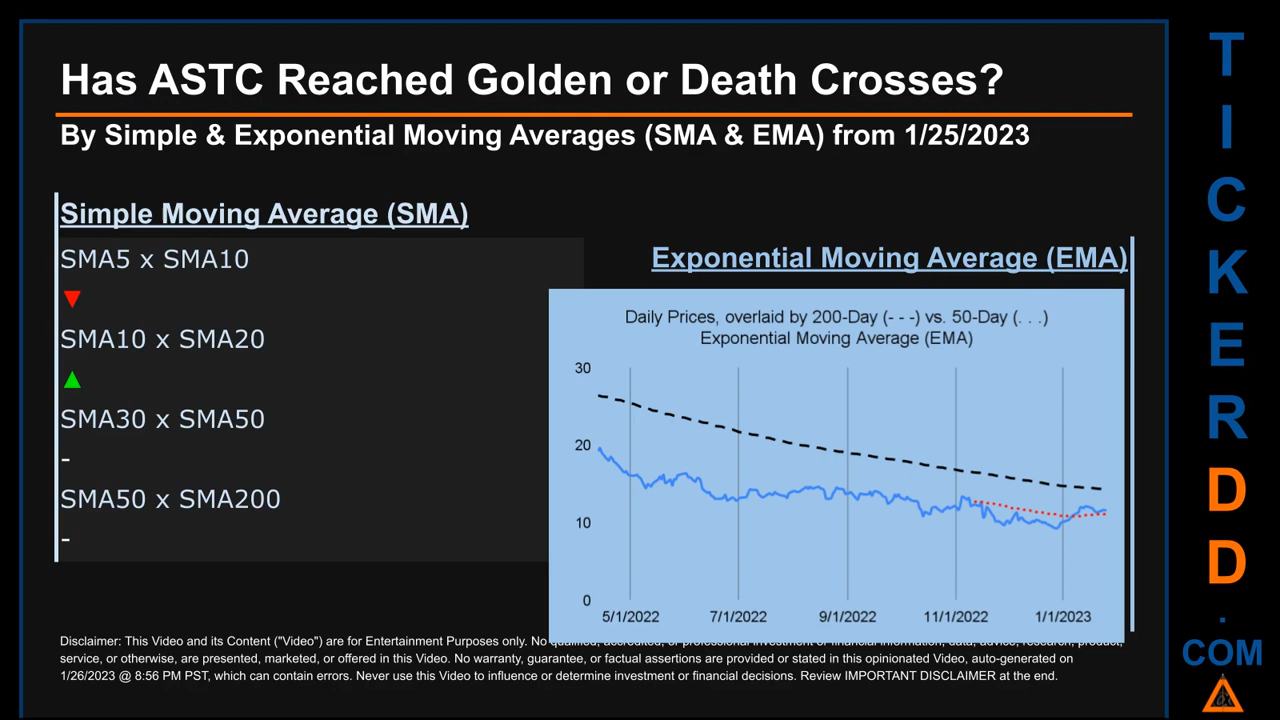 Has ASTC Reached Golden or Death Crosses?
By Simple & Exponential Moving Averages (SMA & EMA) from 1/25/2023
Simple Moving Average (SMA)
SMA5 x SMA10
▼
SMA10 x SMA20
▲
SMA30 x SMA50
-
SMA50 x SMA200
-
Exponential Moving Average (EMA)
Daily Prices, overlaid by 200-Day (- - -) vs. 50-Day (. . .)
Exponential Moving Average (EMA)
30
20
10
0
5/1/2022 7/1/2022 9/1/2022 11/1/2022 1/1/2023
Disclaimer: This Video and its Content ("Video") are for Entertainment Purposes only. No qualified, accredited, or professional investment or financial information, data, advice, research, product,
service, or otherwise, are presented, marketed, or offered in this Video. No warranty, guarantee, or factual assertions are provided or stated in this opinionated Video, auto-generated on
1/26/2023 @ 8:56 PM PST, which can contain errors. Never use this Video to influence or determine investment or financial decisions. Review IMPORTANT DISCLAIMER at the end.
T
I
C
K
E
R
D
D
.
COM